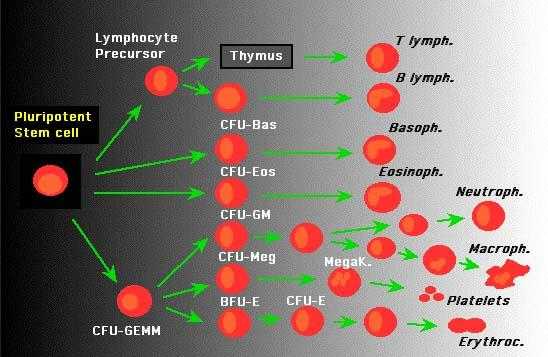 Lymphocyte
Precursor
Thymus
T lymph.
B lymph.
Pluripotent
Stem cell
CFU-Bas
Basoph.
CFU-Eos
Eosinoph.
CFU-GM
Neutroph.
CFU-Meg
MegaK.
Macroph.
BFU-E
CFU-E
Platelets
CFU-GEMM
Erythroc.